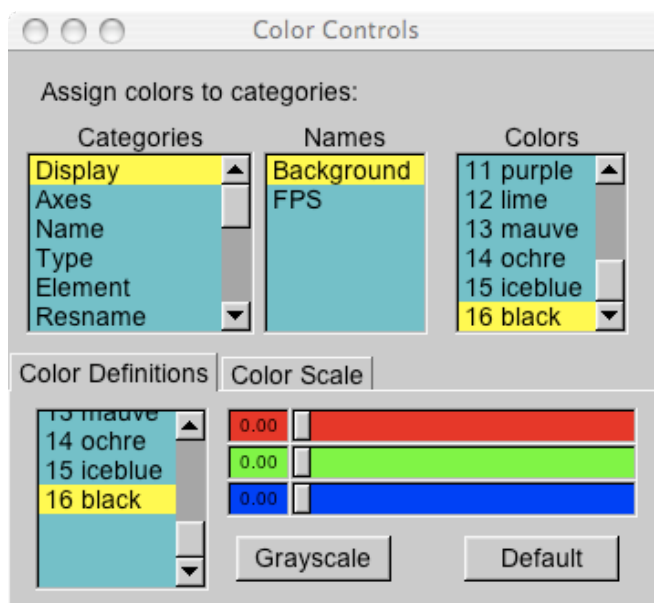 Color Controls
Assign colors to categories:
Categories Names Colors
Display Background 11 purple
Axes FPS 12 lime
Name 13 mauve
Type 14 ochre
Element 15 iceblue
Resname 16 black
Color Definitions Color Scale
13 mauve 0.00
14 ochre
15 iceblue 0.00
16 black 0.00
Grayscale Default